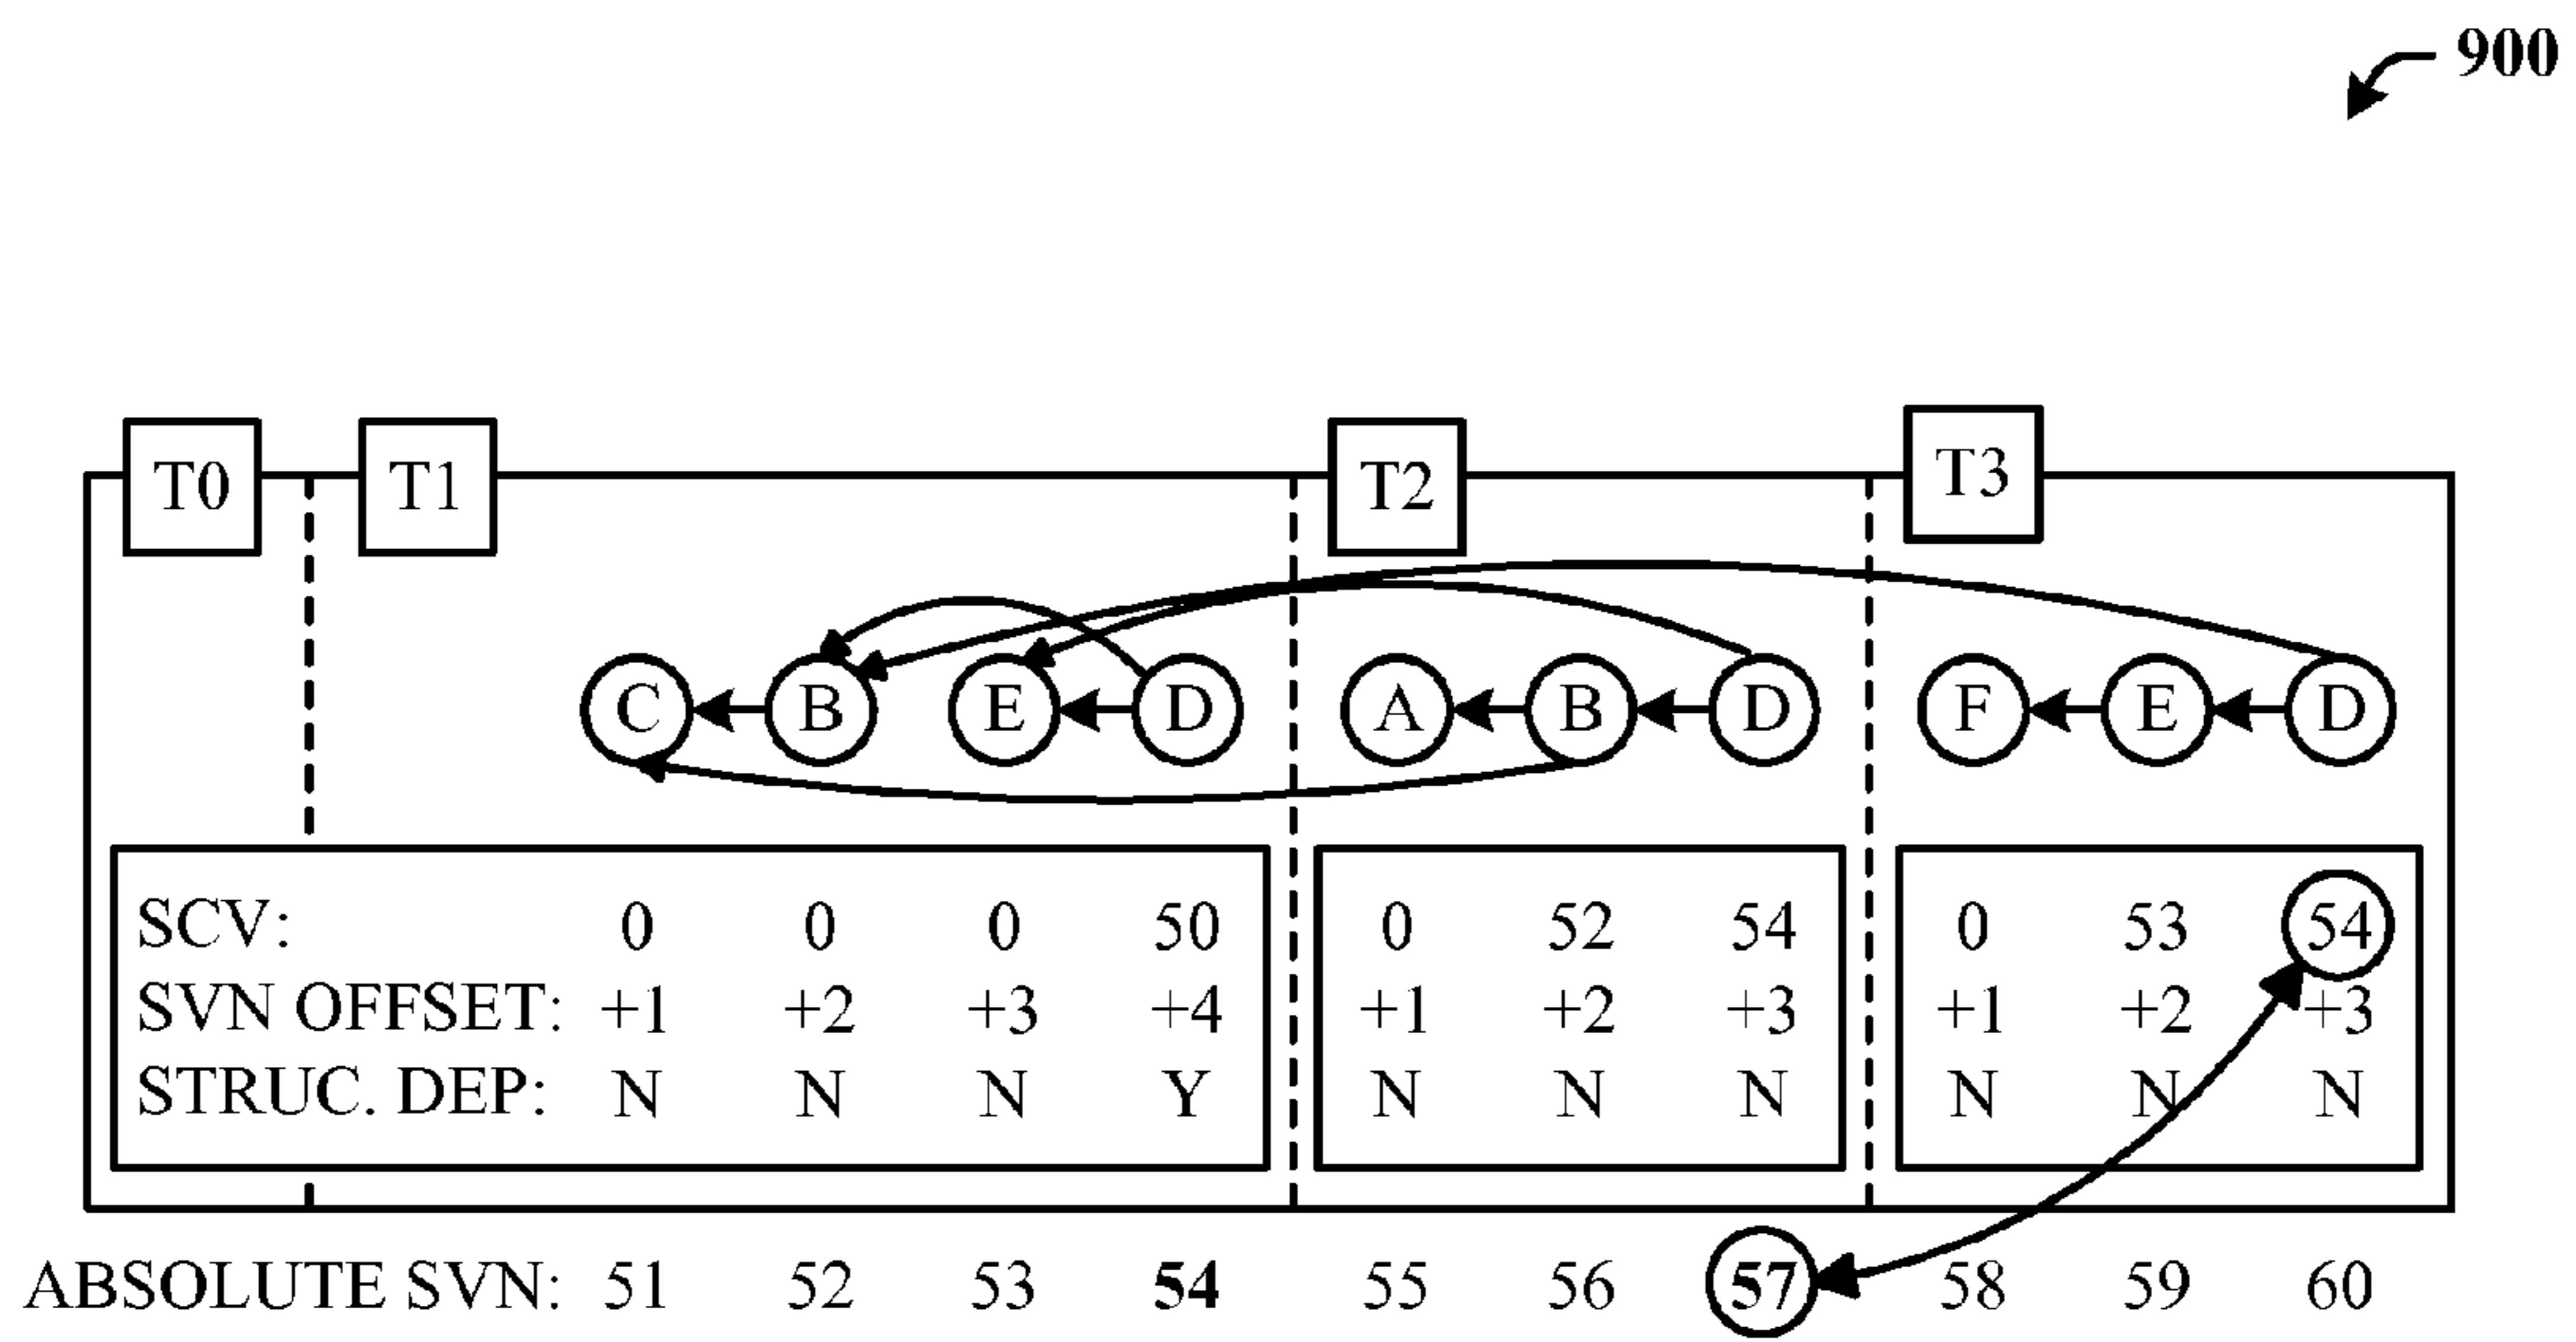 900
T0 T1 T2 T3
C B E D A B D F E D
SCV: 0 0 0 50 0 52 54 0 53 54
SVN OFFSET: +1 +2 +3 +4 +1 +2 +3 +1 +2 +3
STRUC. DEP: N N N Y N N N N N N
ABSOLUTE SVN: 51 52 53 54 55 56 57 58 59 60